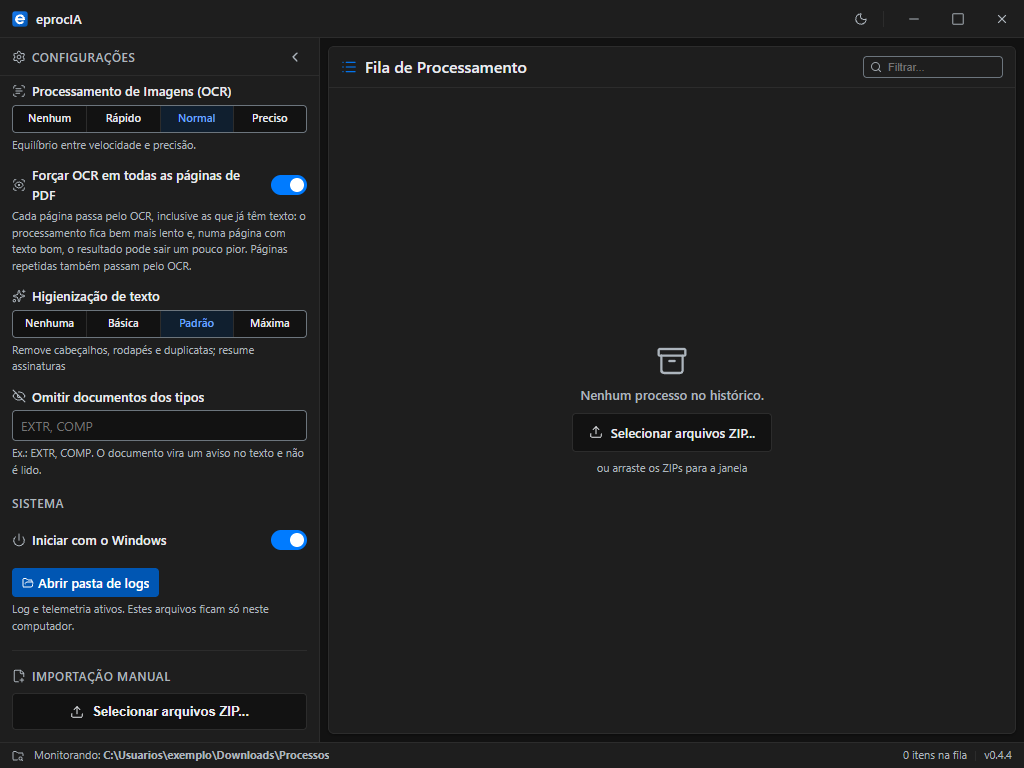 eprocIA
CONFIGURAÇÕES
Processamento de Imagens (OCR)
Nenhum Rápido Normal Preciso
Equilíbrio entre velocidade e precisão.
Forçar OCR em todas as páginas de
PDF
Cada página passa pelo OCR, inclusive as que já têm texto: o
processamento fica bem mais lento e, numa página com
texto bom, o resultado pode sair um pouco pior. Páginas
repetidas também passam pelo OCR.
Higienização de texto
Nenhuma Básica Padrão Máxima
Remove cabeçalhos, rodapés e duplicatas; resume
assinaturas
Omitir documentos dos tipos
EXTR, COMP
Ex.: EXTR, COMP. O documento vira um aviso no texto e não
é lido.
SISTEMA
Iniciar com o Windows
Abrir pasta de logs
Log e telemetria ativos. Estes arquivos ficam só neste
computador.
IMPORTAÇÃO MANUAL
Selecionar arquivos ZIP...
Fila de Processamento
Filtrar...
Nenhum processo no histórico.
Selecionar arquivos ZIP...
ou arraste os ZIPs para a janela
Monitorando: C:\Usuarios\exemplo\Downloads\Processos
0 itens na fila
v0.4.4